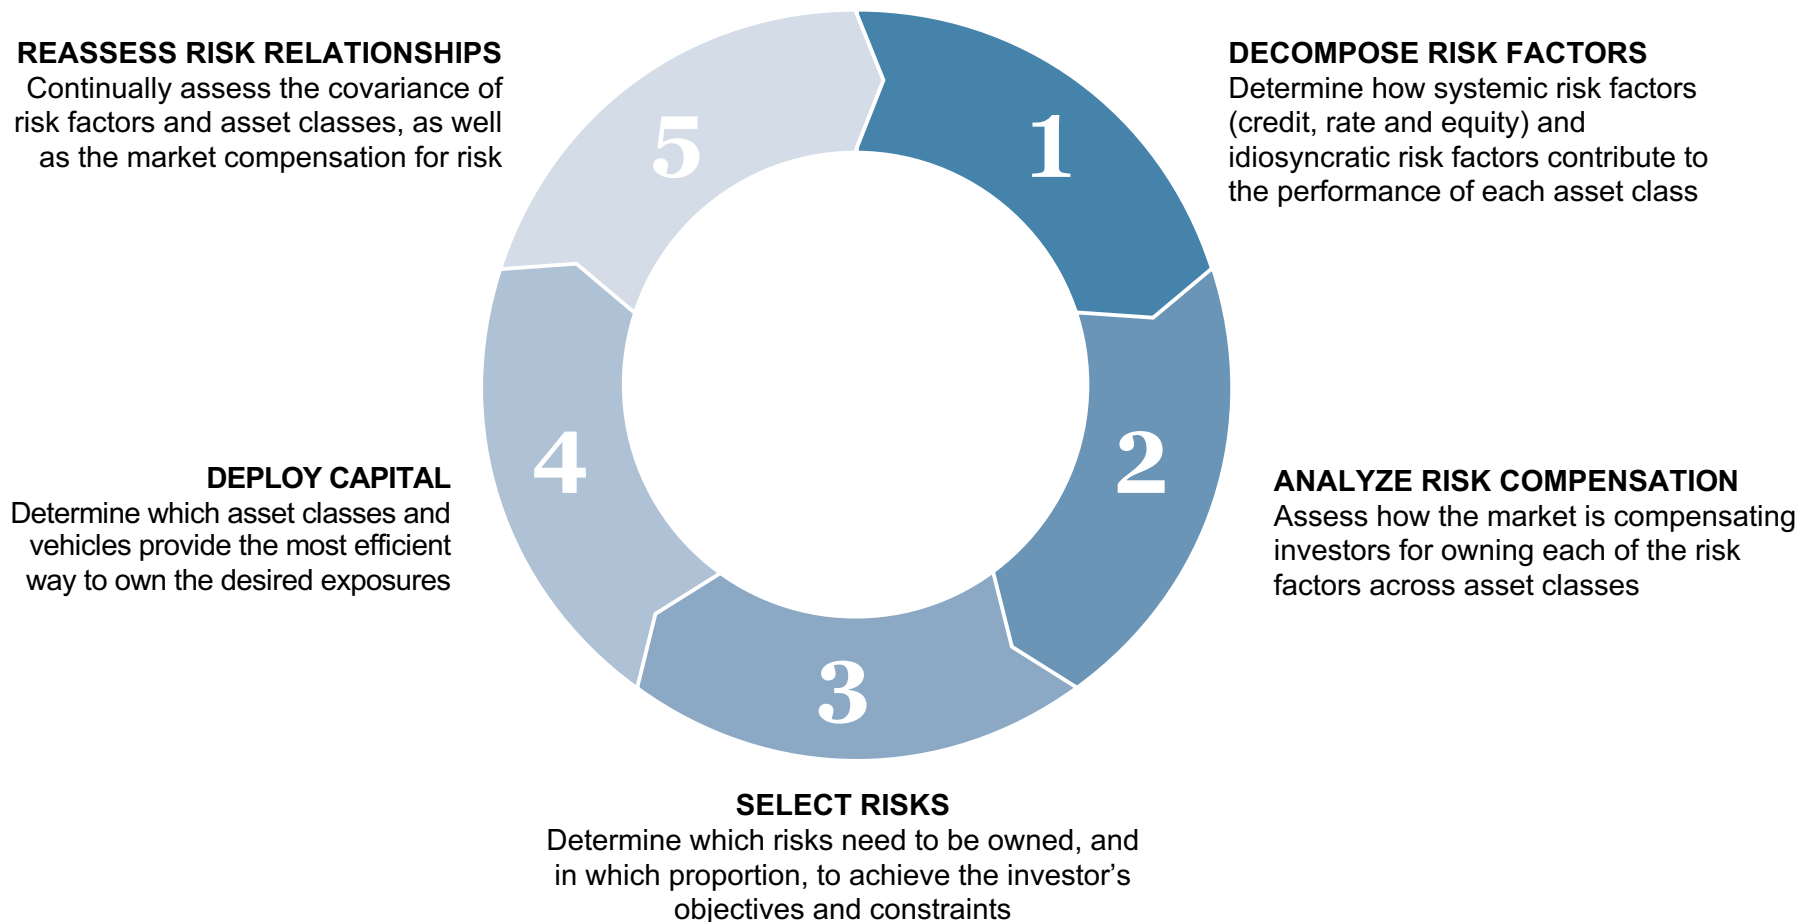 1
DECOMPOSE RISK FACTORS
Determine how systemic risk factors
(credit, rate and equity) and
idiosyncratic risk factors contribute to
the performance of each asset class
2
ANALYZE RISK COMPENSATION
Assess how the market is compensating
investors for owning each of the risk
factors across asset classes
3
SELECT RISKS
Determine which risks need to be owned, and
in which proportion, to achieve the investor’s
objectives and constraints
4
DEPLOY CAPITAL
Determine which asset classes and
vehicles provide the most efficient
way to own the desired exposures
5
REASSESS RISK RELATIONSHIPS
Continually assess the covariance of
risk factors and asset classes, as well
as the market compensation for risk